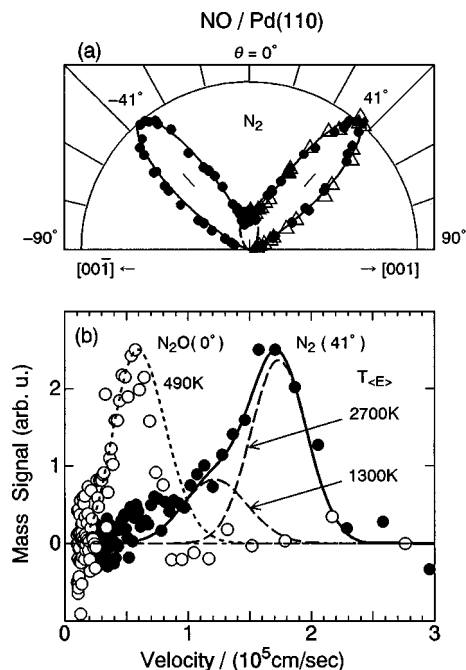 NO / Pd(110)
(a)
θ = 0°
−41°
41°
N₂
−90°
90°
[001̄] ←
→ [001]
(b)
N₂O ( 0° )
N₂ ( 41° )
490K
T<E>
2700K
1300K
Mass Signal (arb. u.)
2
1
0
0 1 2 3
Velocity / (10⁵cm/sec)